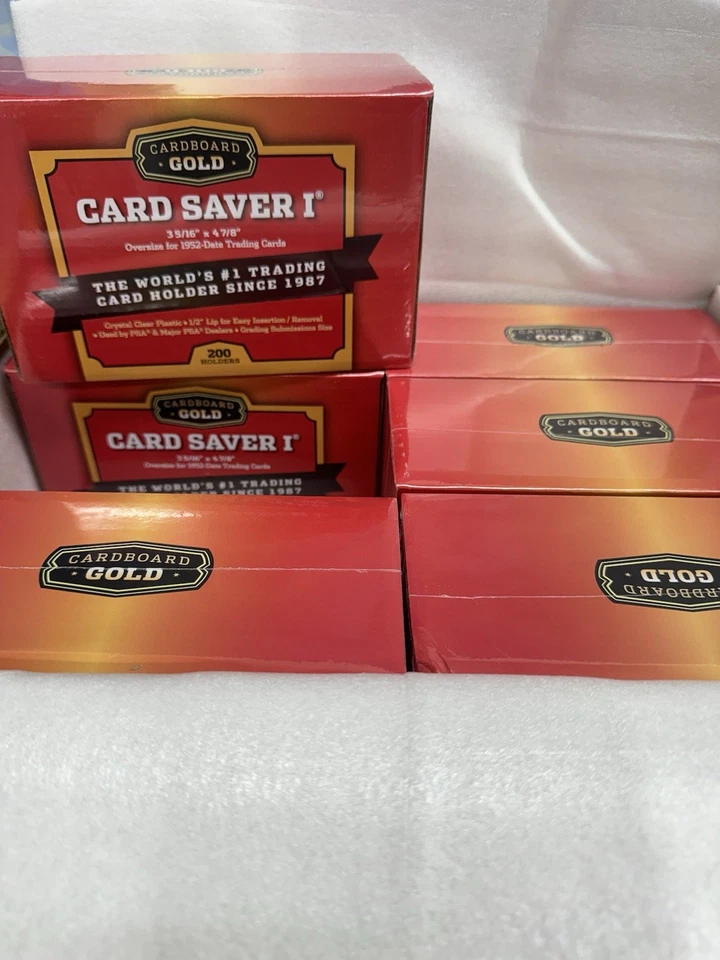 CARDBOARD
GOLD
CARD SAVER I®
3 5/16" x 4 7/8"
Oversize for 1952-Date Trading Cards
THE WORLD'S #1 TRADING
CARD HOLDER SINCE 1987
Crystal Clear Plastic • 1/2" Lip for Easy Insertion / Removal
• Used by PSA® & Major PSA® Dealers • Grading Submissions Size
200
HOLDERS
CARDBOARD
GOLD
CARD SAVER I®
3 5/16" x 4 7/8"
Oversize for 1952-Date Trading Cards
THE WORLD'S #1 TRADING
HOLDER SINCE 1987
CARDBOARD
GOLD
CARDBOARD
GOLD
CARDBOARD
• GOLD •
CARDBOARD
• GOLD